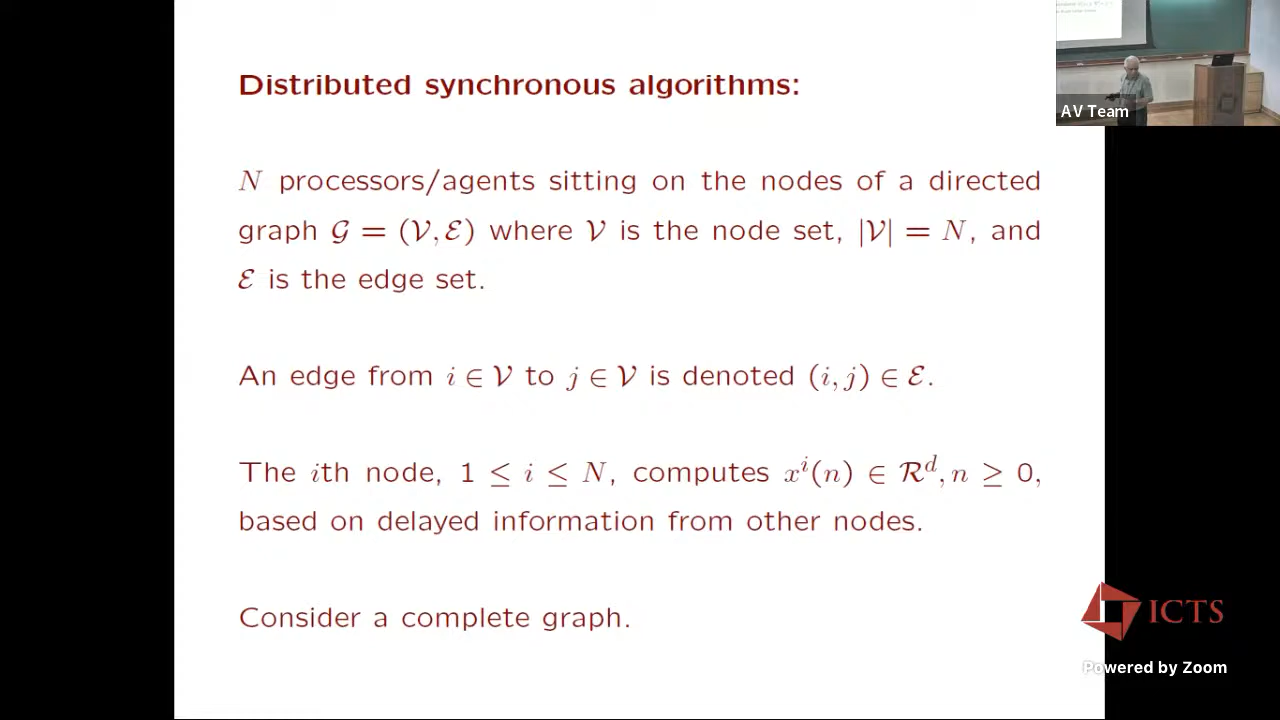 Distributed synchronous algorithms:
N processors/agents sitting on the nodes of a directed
graph 𝒢 = (𝒱, ℰ) where 𝒱 is the node set, |𝒱| = N, and
ℰ is the edge set.
An edge from i ∈ 𝒱 to j ∈ 𝒱 is denoted (i, j) ∈ ℰ.
The ith node, 1 ≤ i ≤ N, computes xⁱ(n) ∈ ℛᵈ, n ≥ 0,
based on delayed information from other nodes.
Consider a complete graph.
AV Team
ICTS
Powered by Zoom